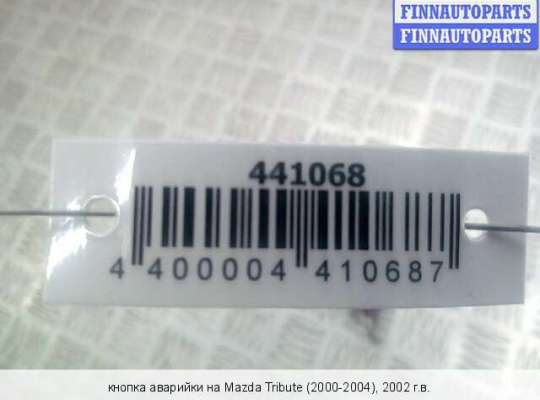 FINNAUTOPARTS
FINNAUTOPARTS
441068
4 400004 410687
кнопка аварийки на Mazda Tribute (2000-2004), 2002 г.в.